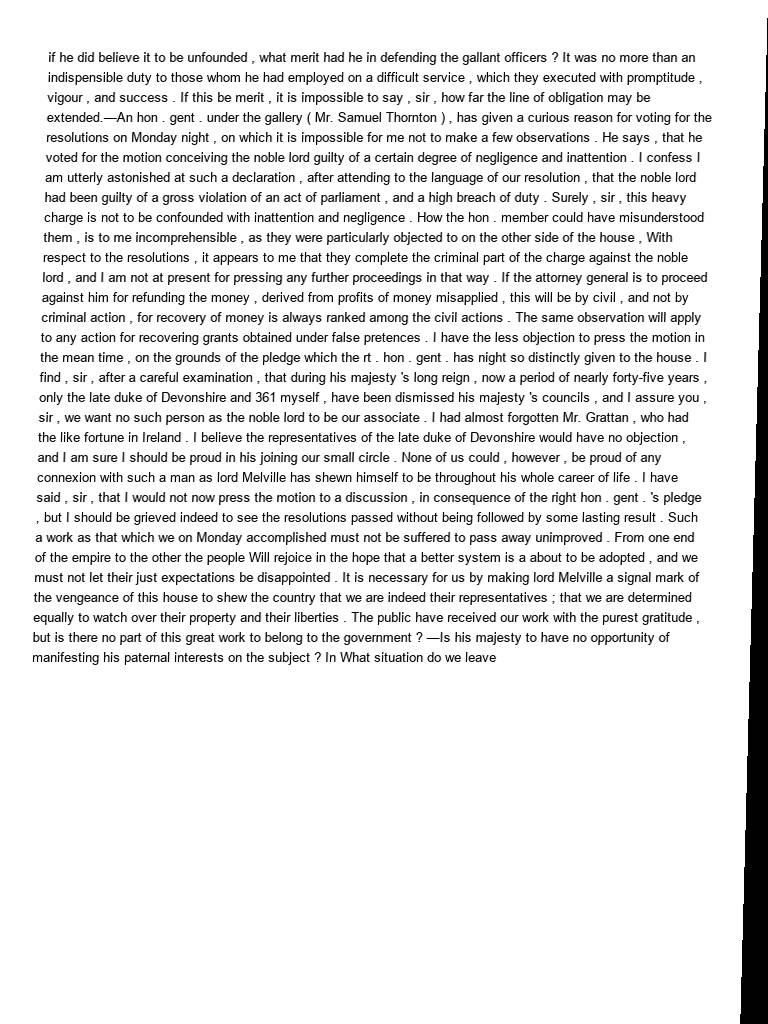 if he did believe it to be unfounded , what merit had he in defending the gallant officers ? It was no more than an
indispensible duty to those whom he had employed on a difficult service , which they executed with promptitude ,
vigour , and success . If this be merit , it is impossible to say , sir , how far the line of obligation may be
extended.—An hon . gent . under the gallery ( Mr. Samuel Thornton ) , has given a curious reason for voting for the
resolutions on Monday night , on which it is impossible for me not to make a few observations . He says , that he
voted for the motion conceiving the noble lord guilty of a certain degree of negligence and inattention . I confess I
am utterly astonished at such a declaration , after attending to the language of our resolution , that the noble lord
had been guilty of a gross violation of an act of parliament , and a high breach of duty . Surely , sir , this heavy
charge is not to be confounded with inattention and negligence . How the hon . member could have misunderstood
them , is to me incomprehensible , as they were particularly objected to on the other side of the house , With
respect to the resolutions , it appears to me that they complete the criminal part of the charge against the noble
lord , and I am not at present for pressing any further proceedings in that way . If the attorney general is to proceed
against him for refunding the money , derived from profits of money misapplied , this will be by civil , and not by
criminal action , for recovery of money is always ranked among the civil actions . The same observation will apply
to any action for recovering grants obtained under false pretences . I have the less objection to press the motion in
the mean time , on the grounds of the pledge which the rt . hon . gent . has night so distinctly given to the house . I
find , sir , after a careful examination , that during his majesty 's long reign , now a period of nearly forty-five years ,
only the late duke of Devonshire and 361 myself , have been dismissed his majesty 's councils , and I assure you ,
sir , we want no such person as the noble lord to be our associate . I had almost forgotten Mr. Grattan , who had
the like fortune in Ireland . I believe the representatives of the late duke of Devonshire would have no objection ,
and I am sure I should be proud in his joining our small circle . None of us could , however , be proud of any
connexion with such a man as lord Melville has shewn himself to be throughout his whole career of life . I have
said , sir , that I would not now press the motion to a discussion , in consequence of the right hon . gent . 's pledge
, but I should be grieved indeed to see the resolutions passed without being followed by some lasting result . Such
a work as that which we on Monday accomplished must not be suffered to pass away unimproved . From one end
of the empire to the other the people Will rejoice in the hope that a better system is a about to be adopted , and we
must not let their just expectations be disappointed . It is necessary for us by making lord Melville a signal mark of
the vengeance of this house to shew the country that we are indeed their representatives ; that we are determined
equally to watch over their property and their liberties . The public have received our work with the purest gratitude ,
but is there no part of this great work to belong to the government ? —Is his majesty to have no opportunity of
manifesting his paternal interests on the subject ? In What situation do we leave